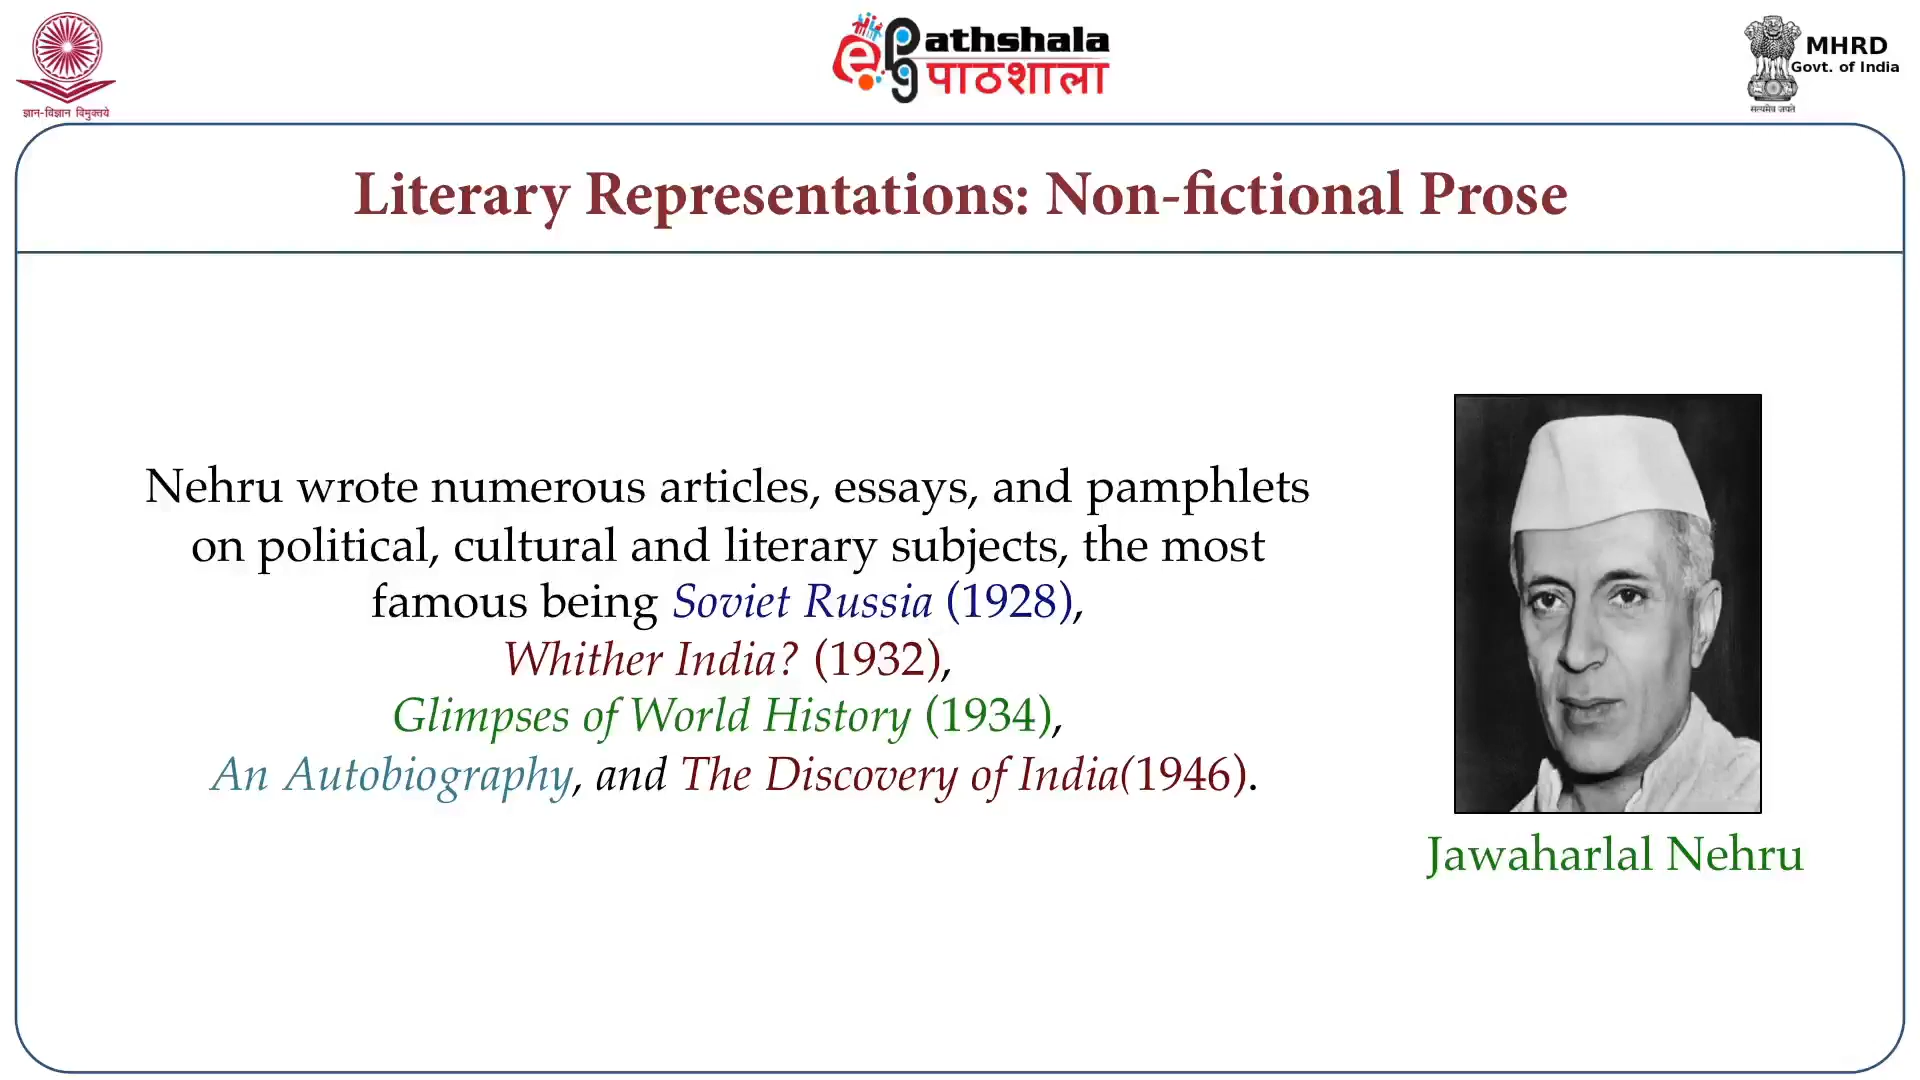 ज्ञान-विज्ञान विमुक्तये
e Pg athshala
पाठशाला
MHRD
Govt. of India
सत्यमेव जयते
Literary Representations: Non-fictional Prose
Nehru wrote numerous articles, essays, and pamphlets
on political, cultural and literary subjects, the most
famous being Soviet Russia (1928),
Whither India? (1932),
Glimpses of World History (1934),
An Autobiography, and The Discovery of India(1946).
Jawaharlal Nehru